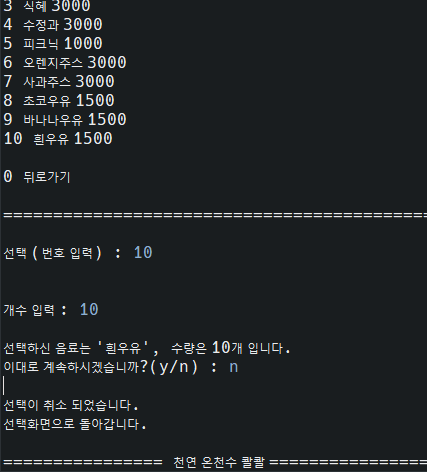 3 식혜 3000
4 수정과 3000
5 피크닉 1000
6 오렌지주스 3000
7 사과주스 3000
8 초코우유 1500
9 바나나우유 1500
10 흰우유 1500
0 뒤로가기
===========================================
선택(번호 입력) : 10
개수 입력 : 10
선택하신 음료는 '흰우유', 수량은 10개 입니다.
이대로 계속하시겠습니까?(y/n) : n
선택이 취소 되었습니다.
선택화면으로 돌아갑니다.
================ 천연 온천수 콸콸 ================